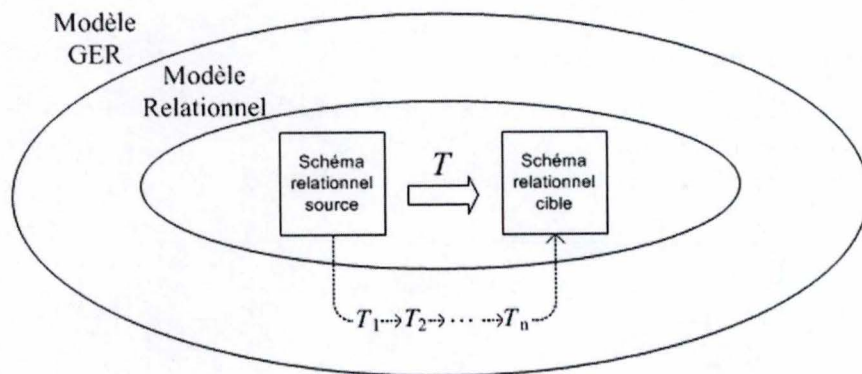 Modèle
GER
Modèle
Relationnel
Schéma
relationnel
source
T
Schéma
relationnel
cible
T1→T2→···→Tn